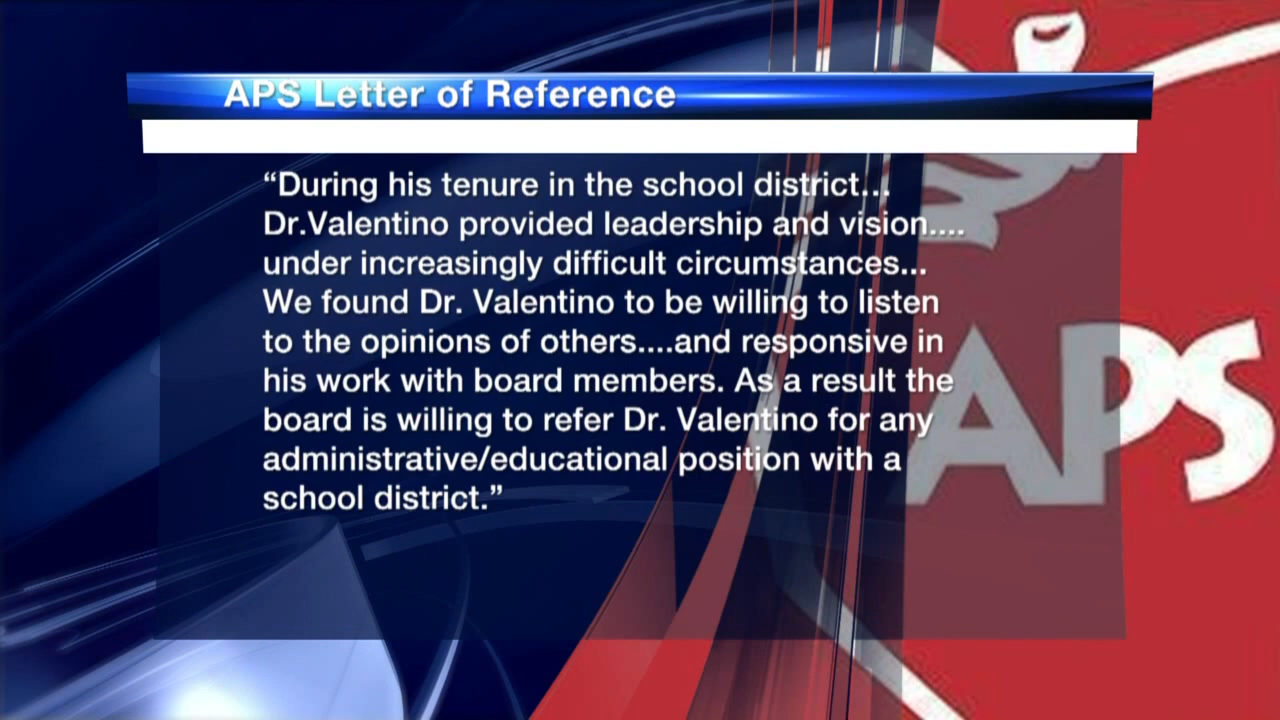 APS Letter of Reference
“During his tenure in the school district...
Dr.Valentino provided leadership and vision....
under increasingly difficult circumstances...
We found Dr. Valentino to be willing to listen
to the opinions of others....and responsive in
his work with board members. As a result the
board is willing to refer Dr. Valentino for any
administrative/educational position with a
school district.”
APS